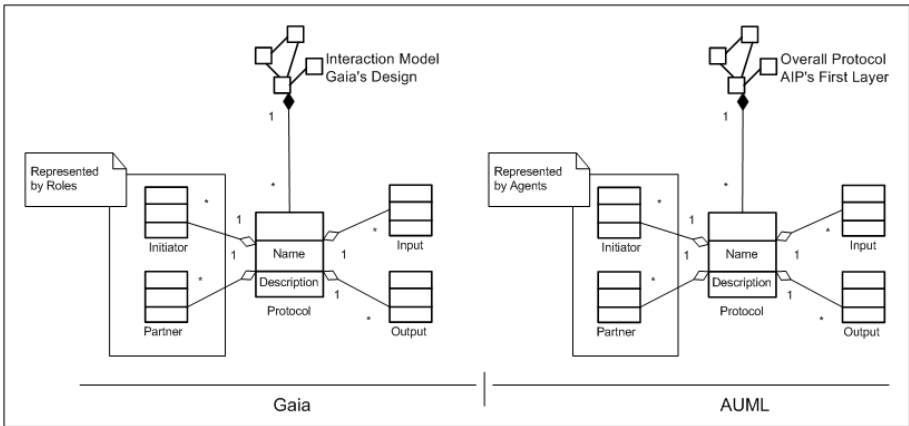 Interaction Model
Gaia's Design
1
*
Represented
by Roles
*
1
Initiator
1
*
Partner
Name
Description
Protocol
1
*
Input
1
*
Output
Gaia
Overall Protocol
AIP's First Layer
1
*
Represented
by Agents
*
1
Initiator
1
*
Partner
Name
Description
Protocol
1
*
Input
1
*
Output
AUML